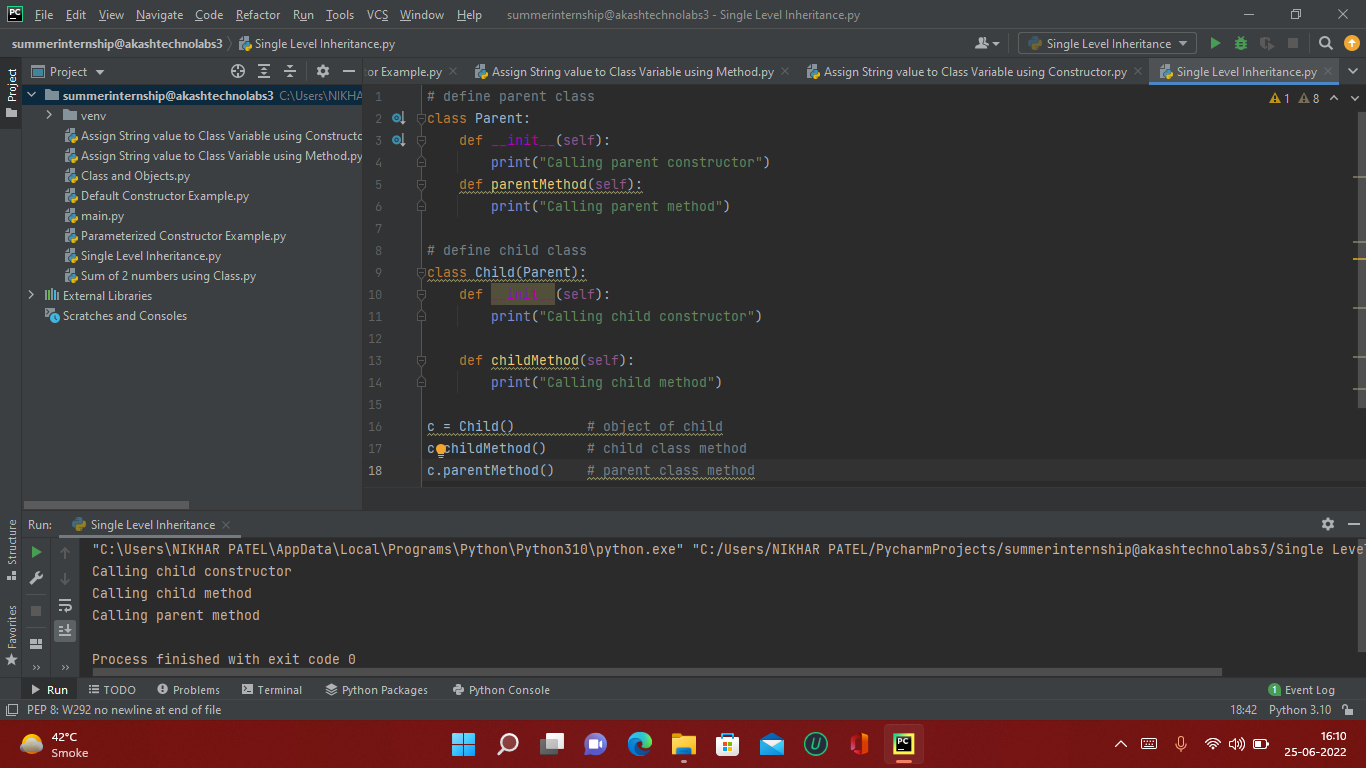 PC File Edit View Navigate Code Refactor Run Tools VCS Window Help summerinternship@akashtechnolabs3 - Single Level Inheritance.py
summerinternship@akashtechnolabs3 Single Level Inheritance.py Single Level Inheritance
Project
Project
tor Example.py Assign String value to Class Variable using Method.py Assign String value to Class Variable using Constructor.py Single Level Inheritance.py
summerinternship@akashtechnolabs3 C:\Users\NIKHA
venv
Assign String value to Class Variable using Constructo
Assign String value to Class Variable using Method.py
Class and Objects.py
Default Constructor Example.py
main.py
Parameterized Constructor Example.py
Single Level Inheritance.py
Sum of 2 numbers using Class.py
External Libraries
Scratches and Consoles
1 8
1 # define parent class
2 class Parent:
3 def __init__(self):
4 print("Calling parent constructor")
5 def parentMethod(self):
6 print("Calling parent method")
7
8 # define child class
9 class Child(Parent):
10 def __init__(self):
11 print("Calling child constructor")
12
13 def childMethod(self):
14 print("Calling child method")
15
16 c = Child() # object of child
17 c childMethod() # child class method
18 c.parentMethod() # parent class method
Structure
Favorites
Run: Single Level Inheritance
"C:\Users\NIKHAR PATEL\AppData\Local\Programs\Python\Python310\python.exe" "C:/Users/NIKHAR PATEL/PycharmProjects/summerinternship@akashtechnolabs3/Single Leve
Calling child constructor
Calling child method
Calling parent method
Process finished with exit code 0
Run TODO Problems Terminal Python Packages Python Console 1 Event Log
PEP 8: W292 no newline at end of file 18:42 Python 3.10
42°C
Smoke
U
PC
16:10
25-06-2022